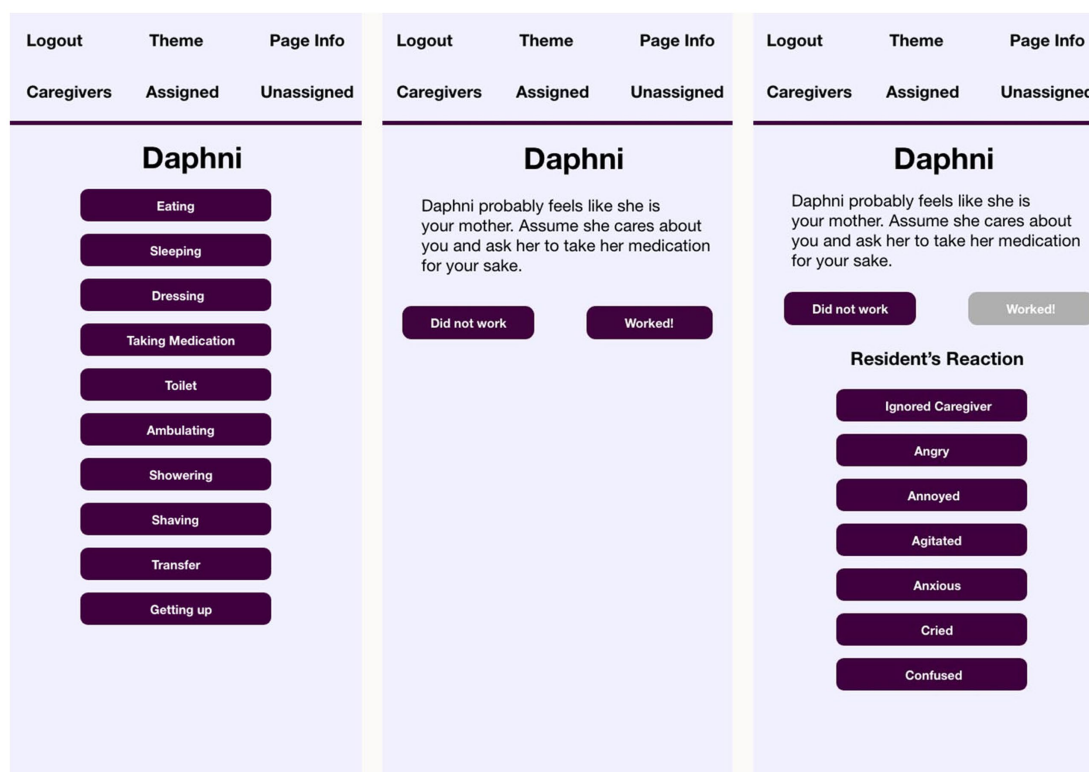 Logout Theme Page Info
Caregivers Assigned Unassigned
Daphni
Eating
Sleeping
Dressing
Taking Medication
Toilet
Ambulating
Showering
Shaving
Transfer
Getting up
Logout Theme Page Info
Caregivers Assigned Unassigned
Daphni
Daphni probably feels like she is
your mother. Assume she cares about
you and ask her to take her medication
for your sake.
Did not work Worked!
Logout Theme Page Info
Caregivers Assigned Unassigned
Daphni
Daphni probably feels like she is
your mother. Assume she cares about
you and ask her to take her medication
for your sake.
Did not work Worked!
Resident's Reaction
Ignored Caregiver
Angry
Annoyed
Agitated
Anxious
Cried
Confused